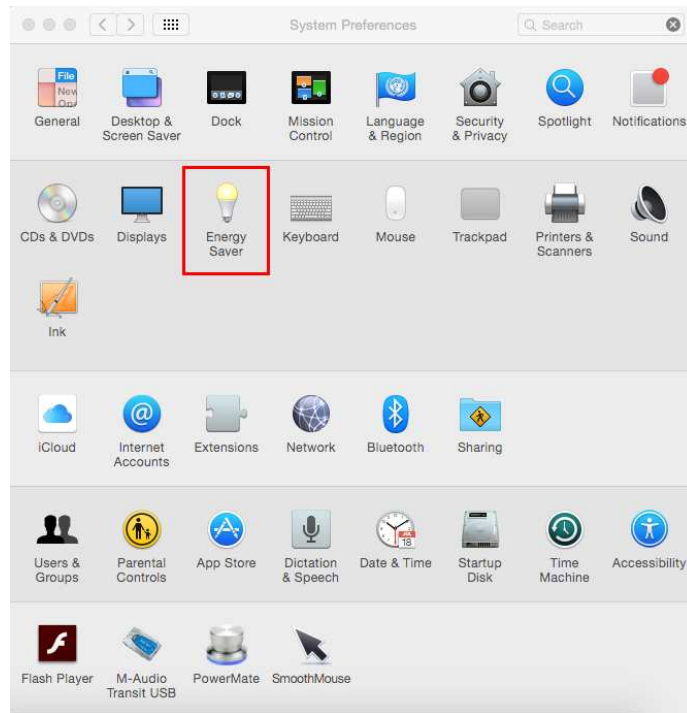 System Preferences
Search
File
New
General
Desktop &
Screen Saver
Dock
Mission
Control
Language
& Region
Security
& Privacy
Spotlight
Notifications
CDs & DVDs
Displays
Energy
Saver
Keyboard
Mouse
Trackpad
Printers &
Scanners
Sound
Ink
iCloud
@
Internet
Accounts
Extensions
Network
Bluetooth
Sharing
Users &
Groups
Parental
Controls
App Store
Dictation
& Speech
18
Date & Time
Startup
Disk
Time
Machine
Accessibility
Flash Player
M-Audio
Transit USB
PowerMate
SmoothMouse